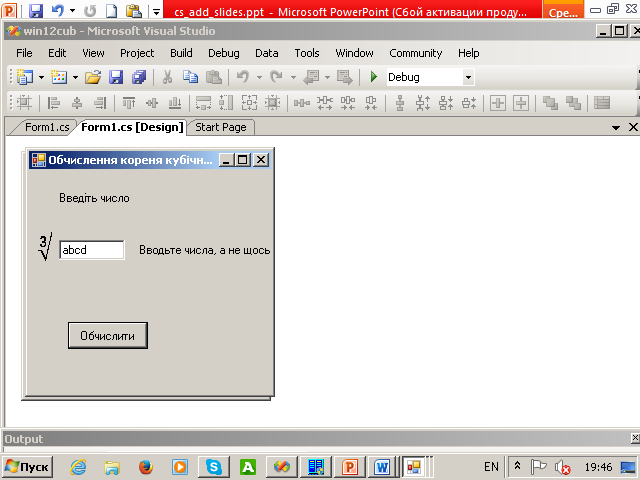 cs_add_slides.ppt - Microsoft PowerPoint (Сбой активации проду...
Сре...
win12cub - Microsoft Visual Studio
File Edit View Project Build Debug Data Tools Window Community Help
Debug
Form1.cs Form1.cs [Design] Start Page
Обчислення кореня кубічн...
Введіть число
3
abcd Вводьте числа, а не щось
Обчислити
Output
Пуск EN 19:46